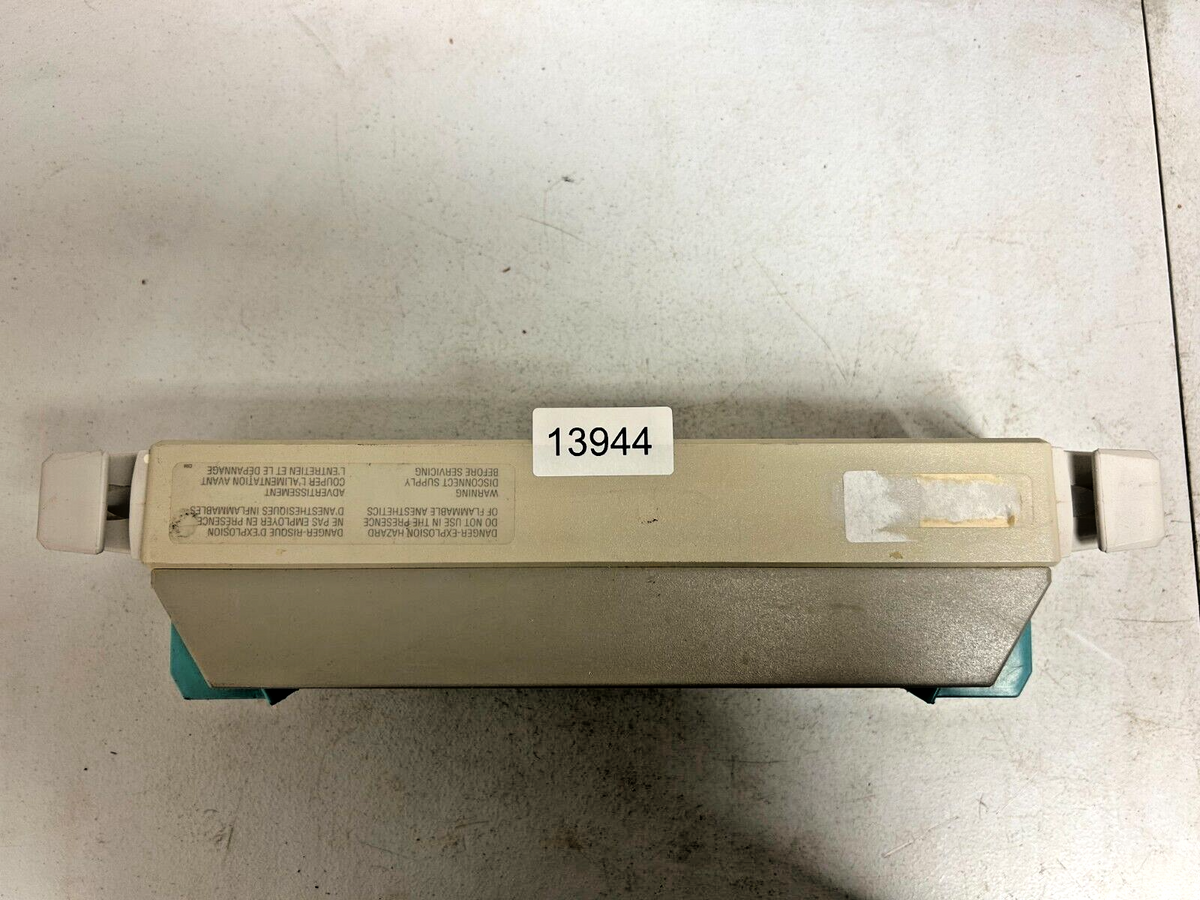 13944
DANGER-EXPLOSION HAZARD
DO NOT USE IN THE PRESENCE
OF FLAMMABLE ANESTHETICS
WARNING
DISCONNECT SUPPLY
BEFORE SERVICING
DANGER-RISQUE D'EXPLOSION
NE PAS EMPLOYER EN PRESENCE
D'ANESTHESIQUES INFLAMMABLES
ADVERTISSEMENT
COUPER L'ALIMENTATION AVANT
L'ENTRETIEN ET LE DEPANNAGE